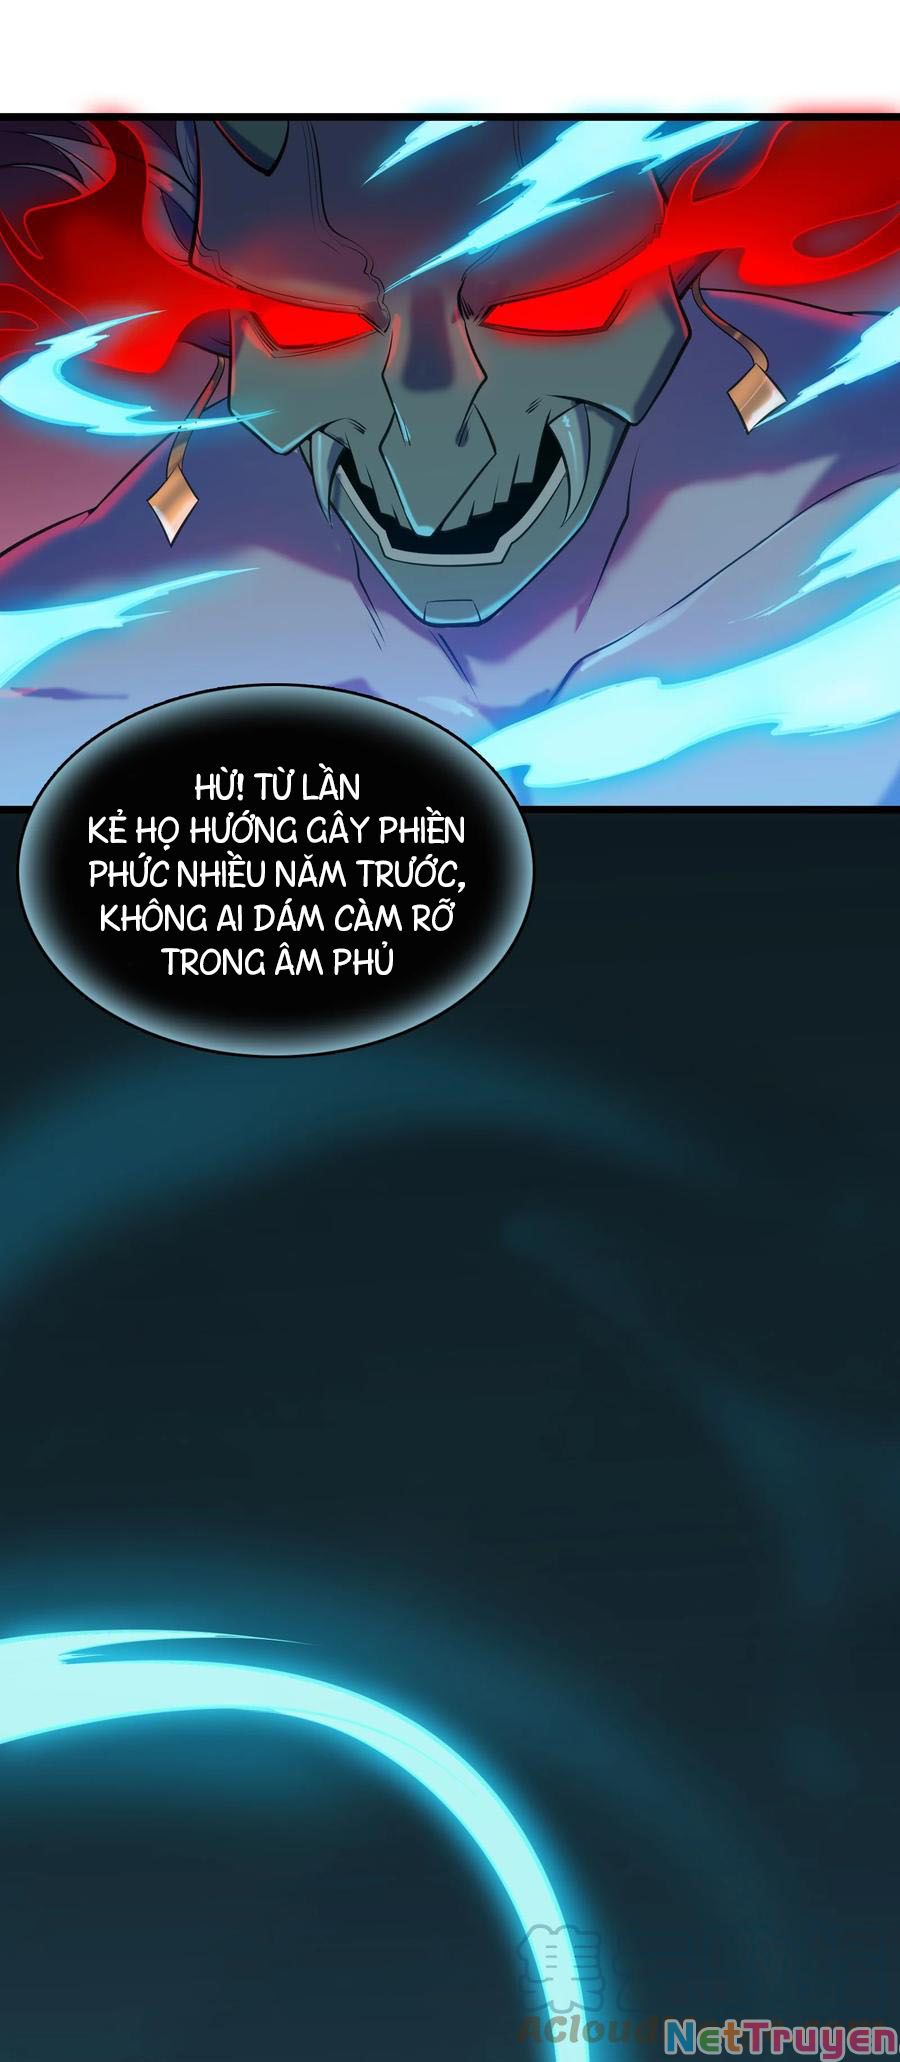 HỪ! TỪ LẦN
KẺ HỌ HƯỚNG GÂY PHIỀN
PHỨC NHIỀU NĂM TRƯỚC,
KHÔNG AI DÁM CÀM RỠ
TRONG ÂM PHỦ
ACloud
NetTruyen